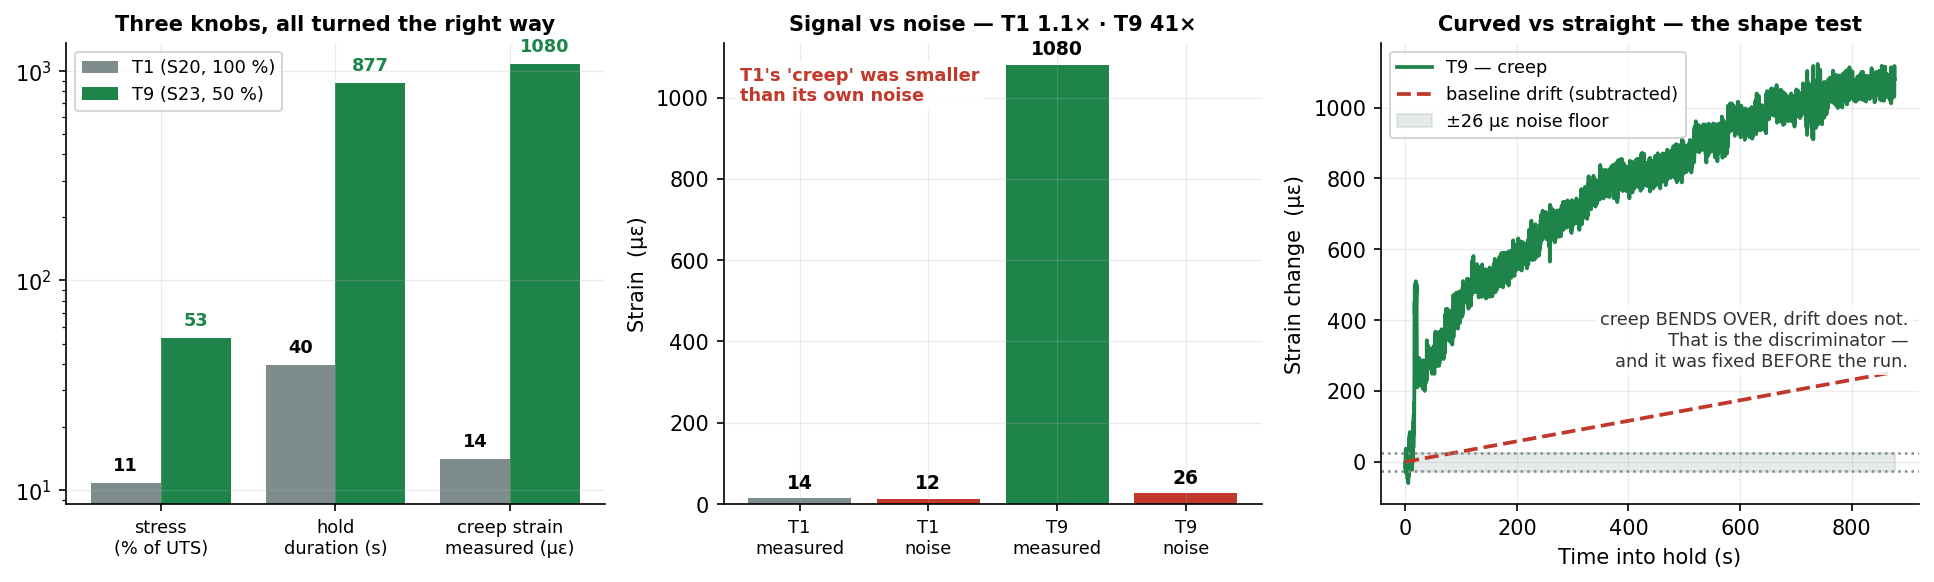 Three knobs, all turned the right way
T1 (S20, 100 %)
T9 (S23, 50 %)
10³
10²
10¹
11
53
40
877
14
1080
stress
(% of UTS)
hold
duration (s)
creep strain
measured (με)
Signal vs noise — T1 1.1× · T9 41×
T1's 'creep' was smaller
than its own noise
Strain (με)
1000
800
600
400
200
0
14
12
1080
26
T1
measured
T1
noise
T9
measured
T9
noise
Curved vs straight — the shape test
T9 — creep
baseline drift (subtracted)
±26 με noise floor
Strain change (με)
1000
800
600
400
200
0
creep BENDS OVER, drift does not.
That is the discriminator —
and it was fixed BEFORE the run.
0 200 400 600 800
Time into hold (s)